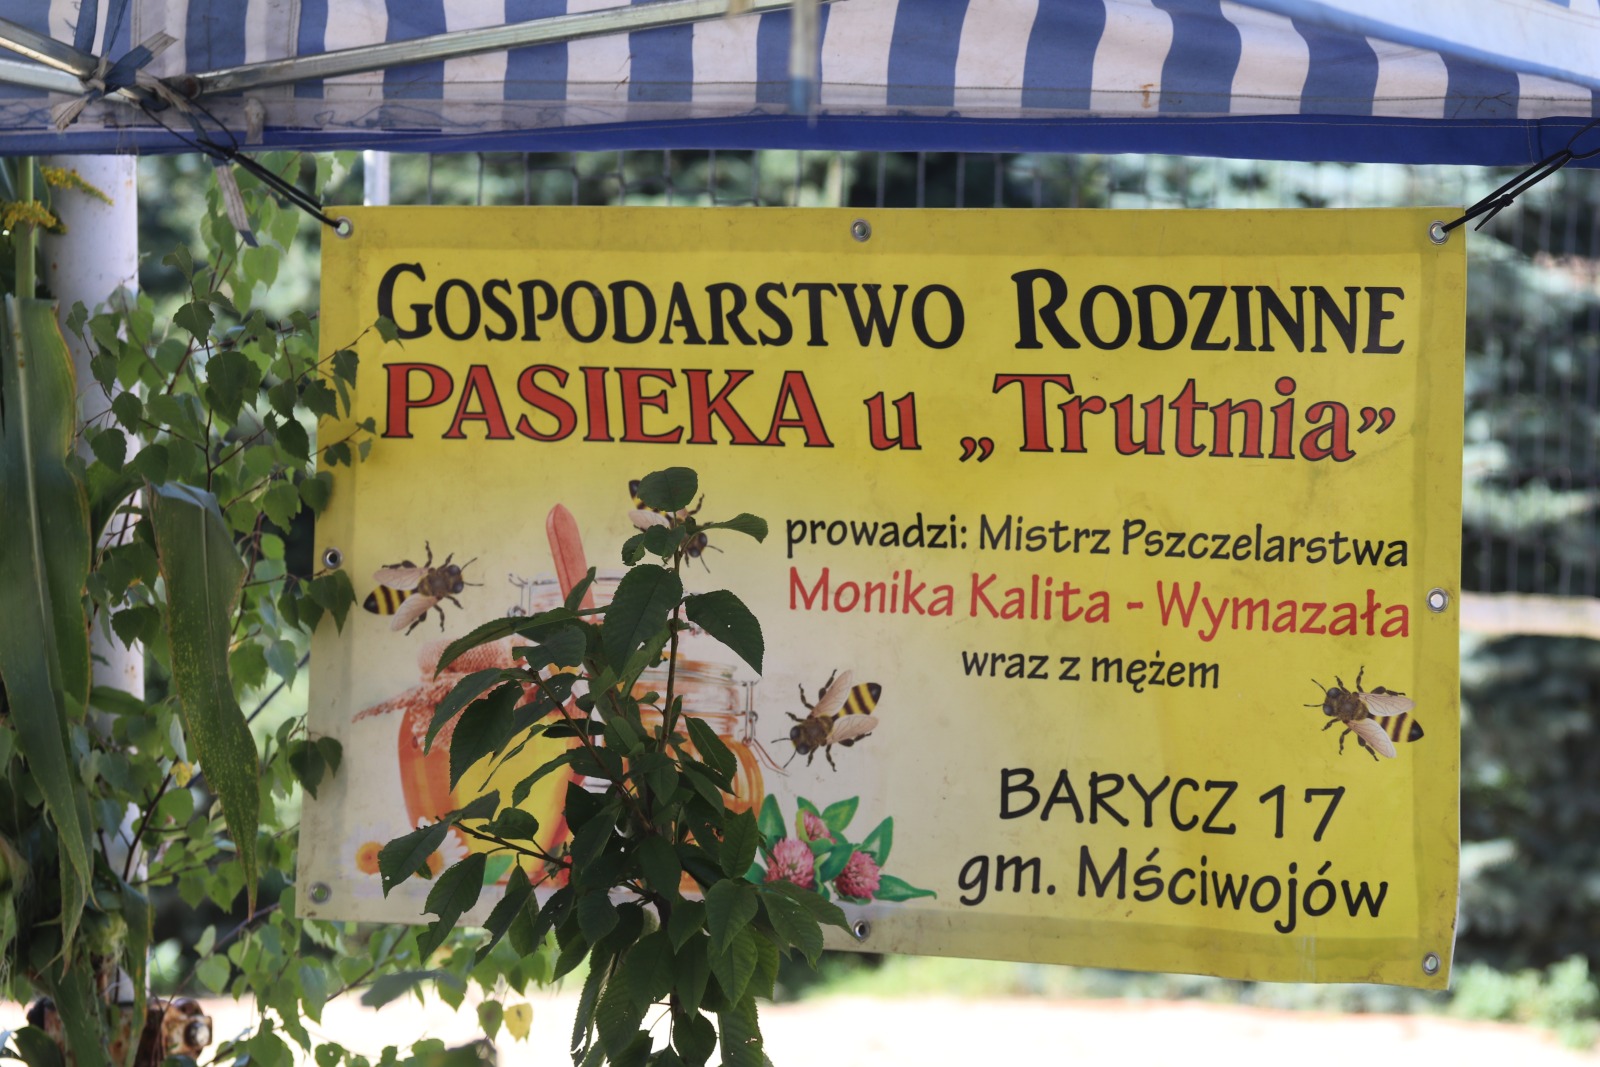 GOSPODARSTWO RODZINNE
PASIEKA u „Trutnia”
prowadzi: Mistrz Pszczelarstwa
Monika Kalita - Wymazała
wraz z mężem
BARYCZ 17
gm. Mściwojów